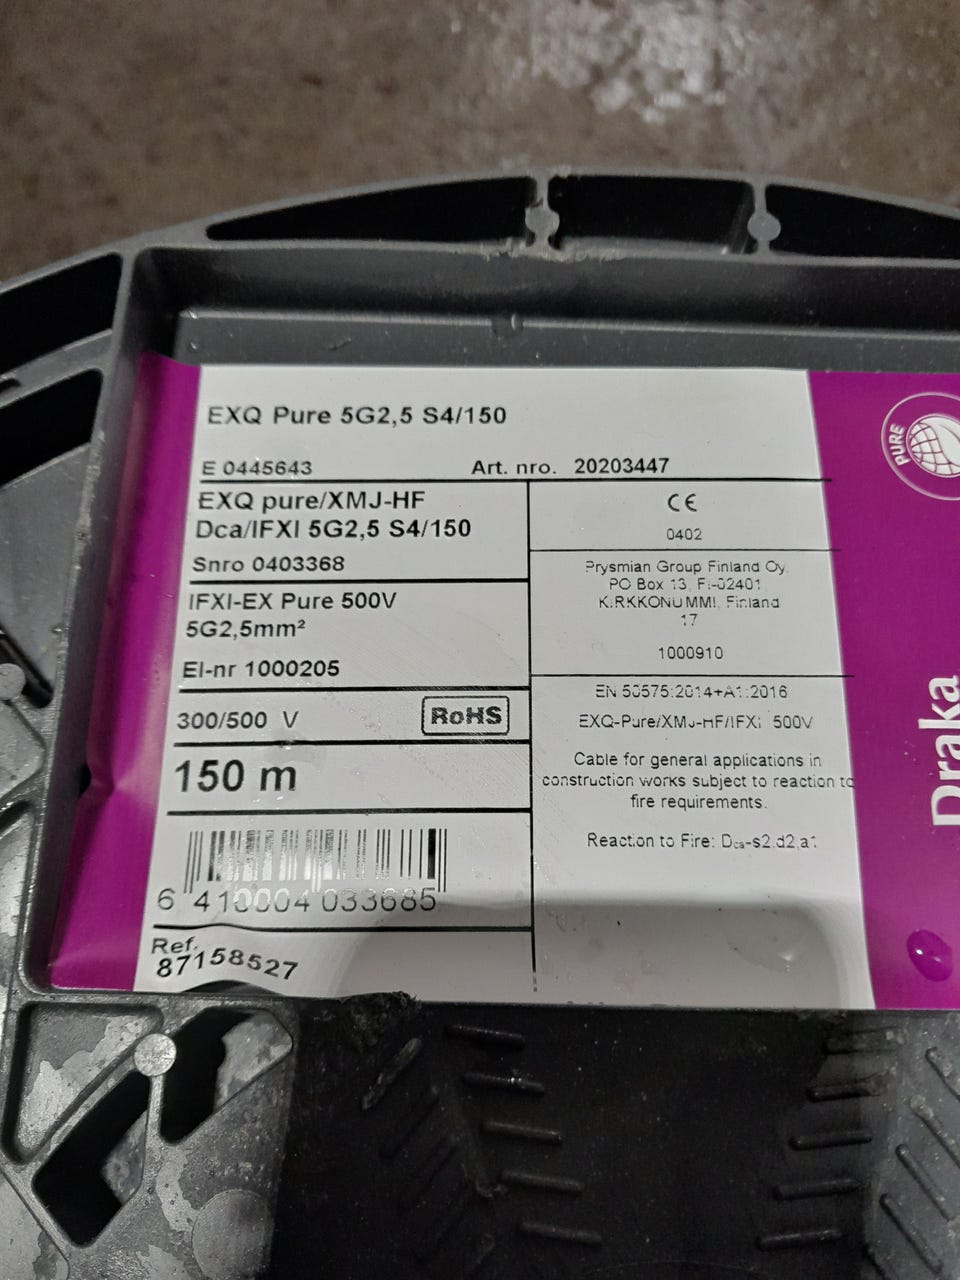 EXQ Pure 5G2,5 S4/150
E 0445643 Art. nro. 20203447
EXQ pure/XMJ-HF
Dca/IFXI 5G2,5 S4/150
Snro 0403368
IFXI-EX Pure 500V
5G2,5mm²
El-nr 1000205
300/500 V
RoHS
150 m
6 410004 033685
Ref.
87158527
CE
0402
Prysmian Group Finland Oy,
PO Box 13, FI-02401
KIRKKONUMMI, Finland
17
1000910
EN 50575:2014+A1:2016
EXQ-Pure/XMJ-HF/IFXI 500V
Cable for general applications in
construction works subject to reaction to
fire requirements.
Reaction to Fire: Dca-s2,d2,a1
PURE
Draka